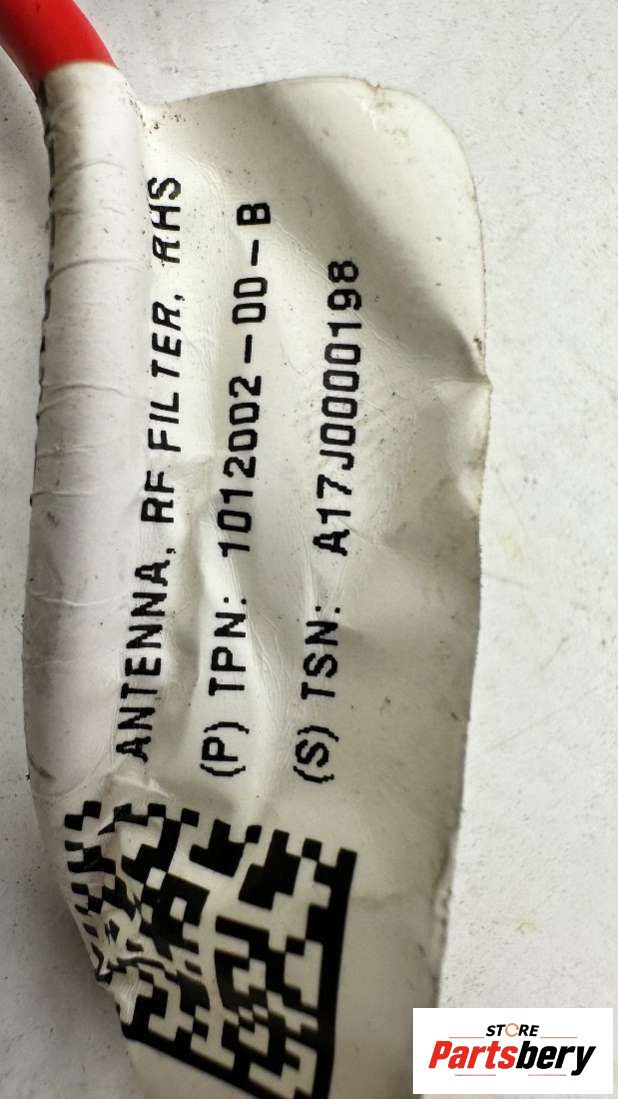 ANTENNA, RF FILTER, RHS
(P) TPN: 1012002-00-B
(S) TSN: A17J0000198
STORE
Partsbery